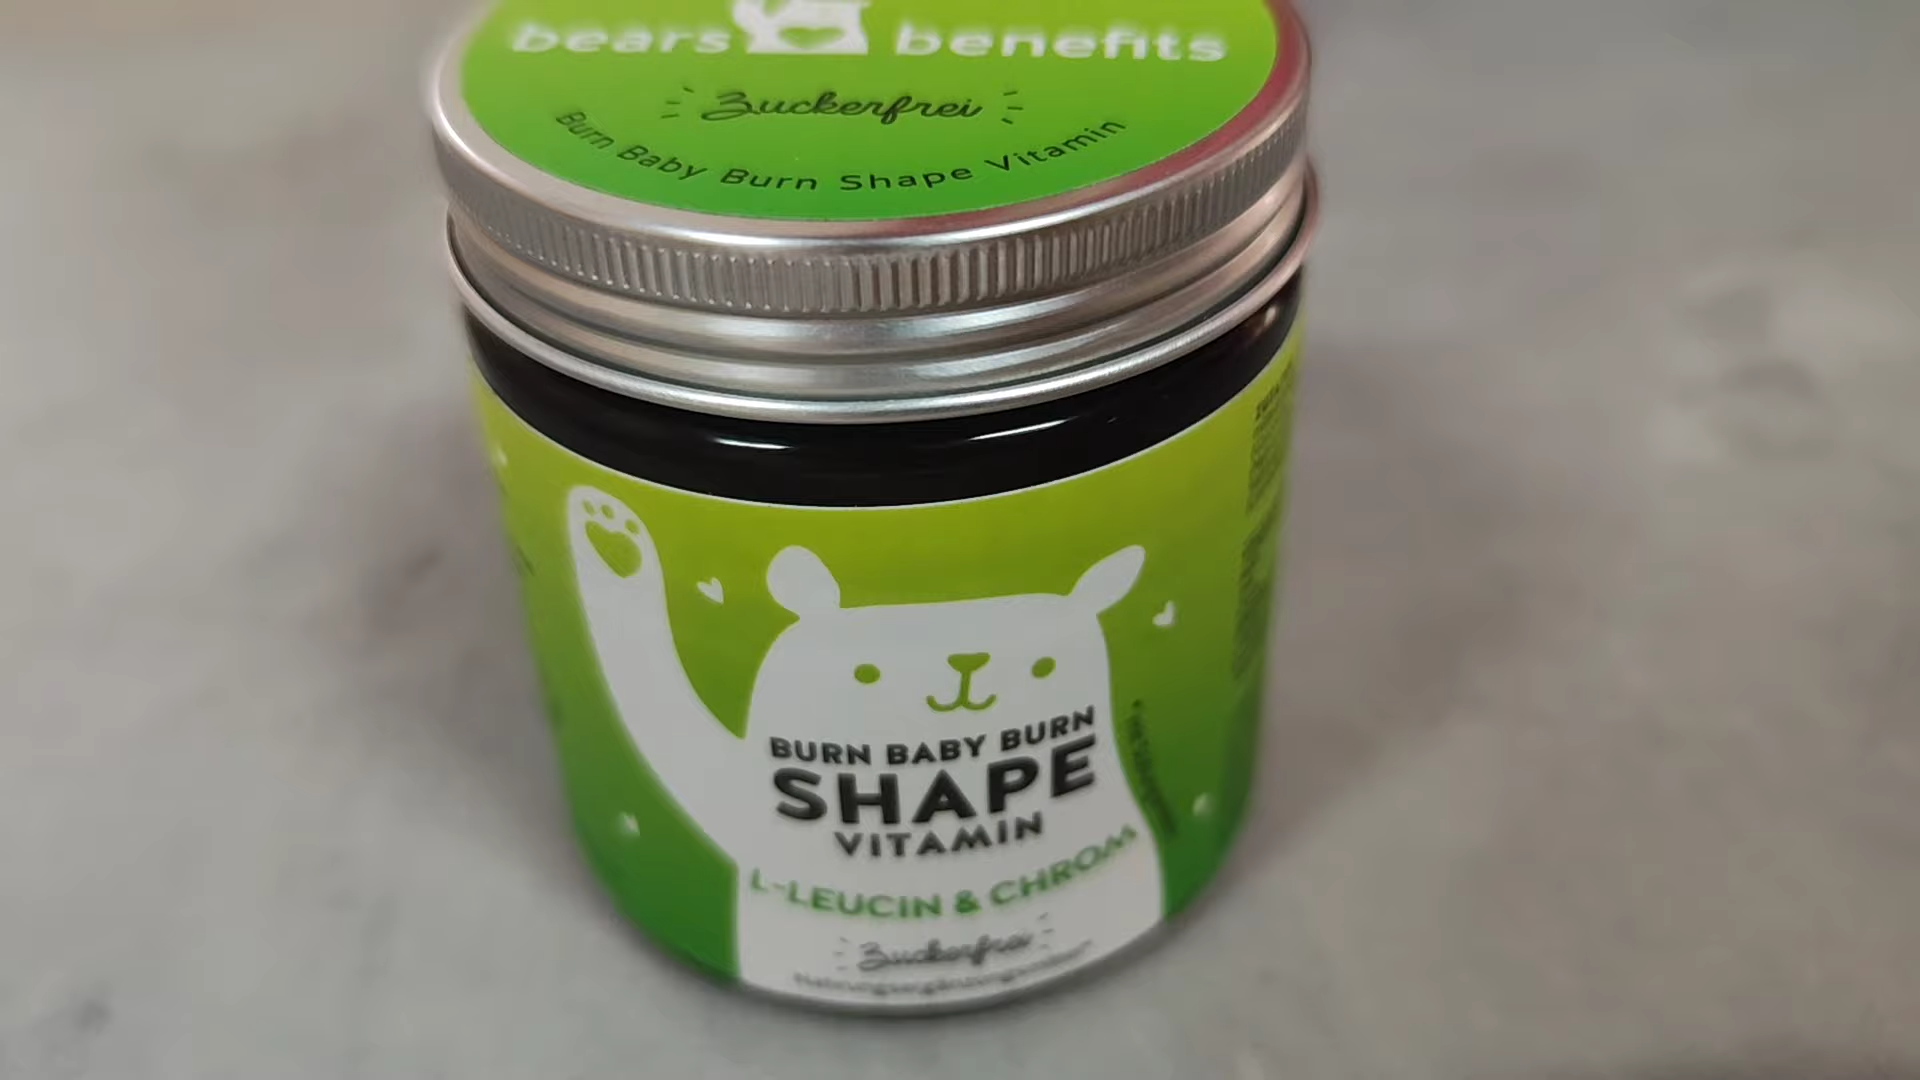 bears benefits
Zuckerfrei
Burn Baby Burn Shape Vitamin
BURN BABY BURN
SHAPE
VITAMIN
L-LEUCIN & CHROM
Zuckerfrei